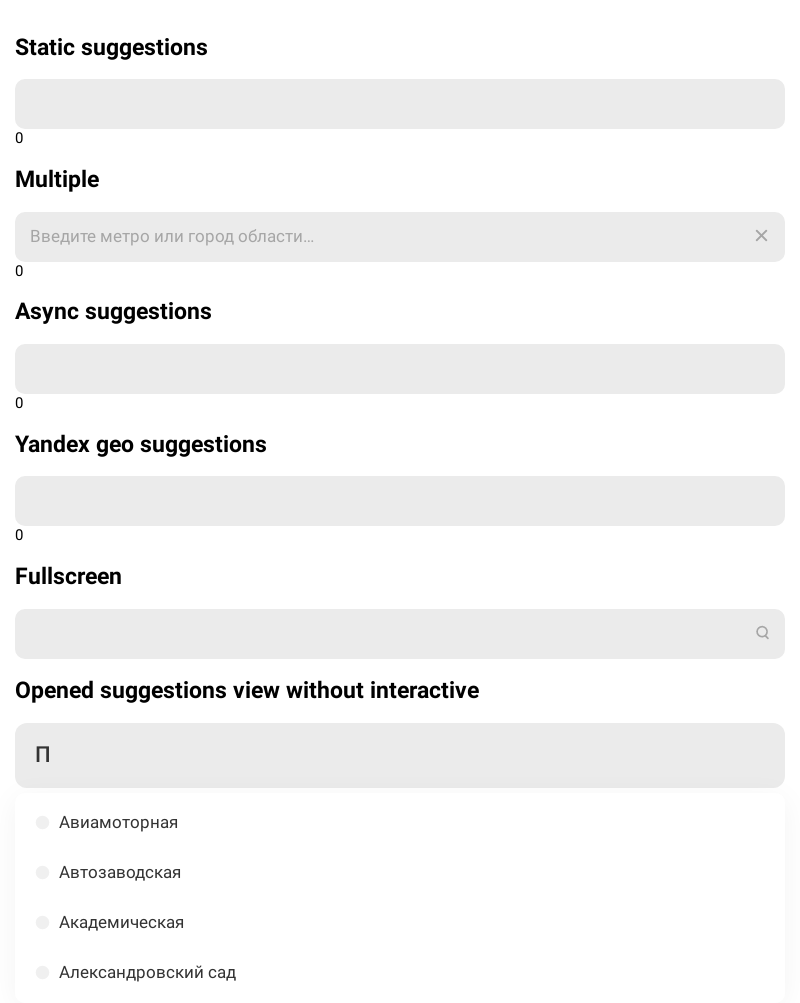 Static suggestions
0
Multiple
Введите метро или город области...
0
Async suggestions
0
Yandex geo suggestions
0
Fullscreen
Opened suggestions view without interactive
П
Авиамоторная
Автозаводская
Академическая
Александровский сад